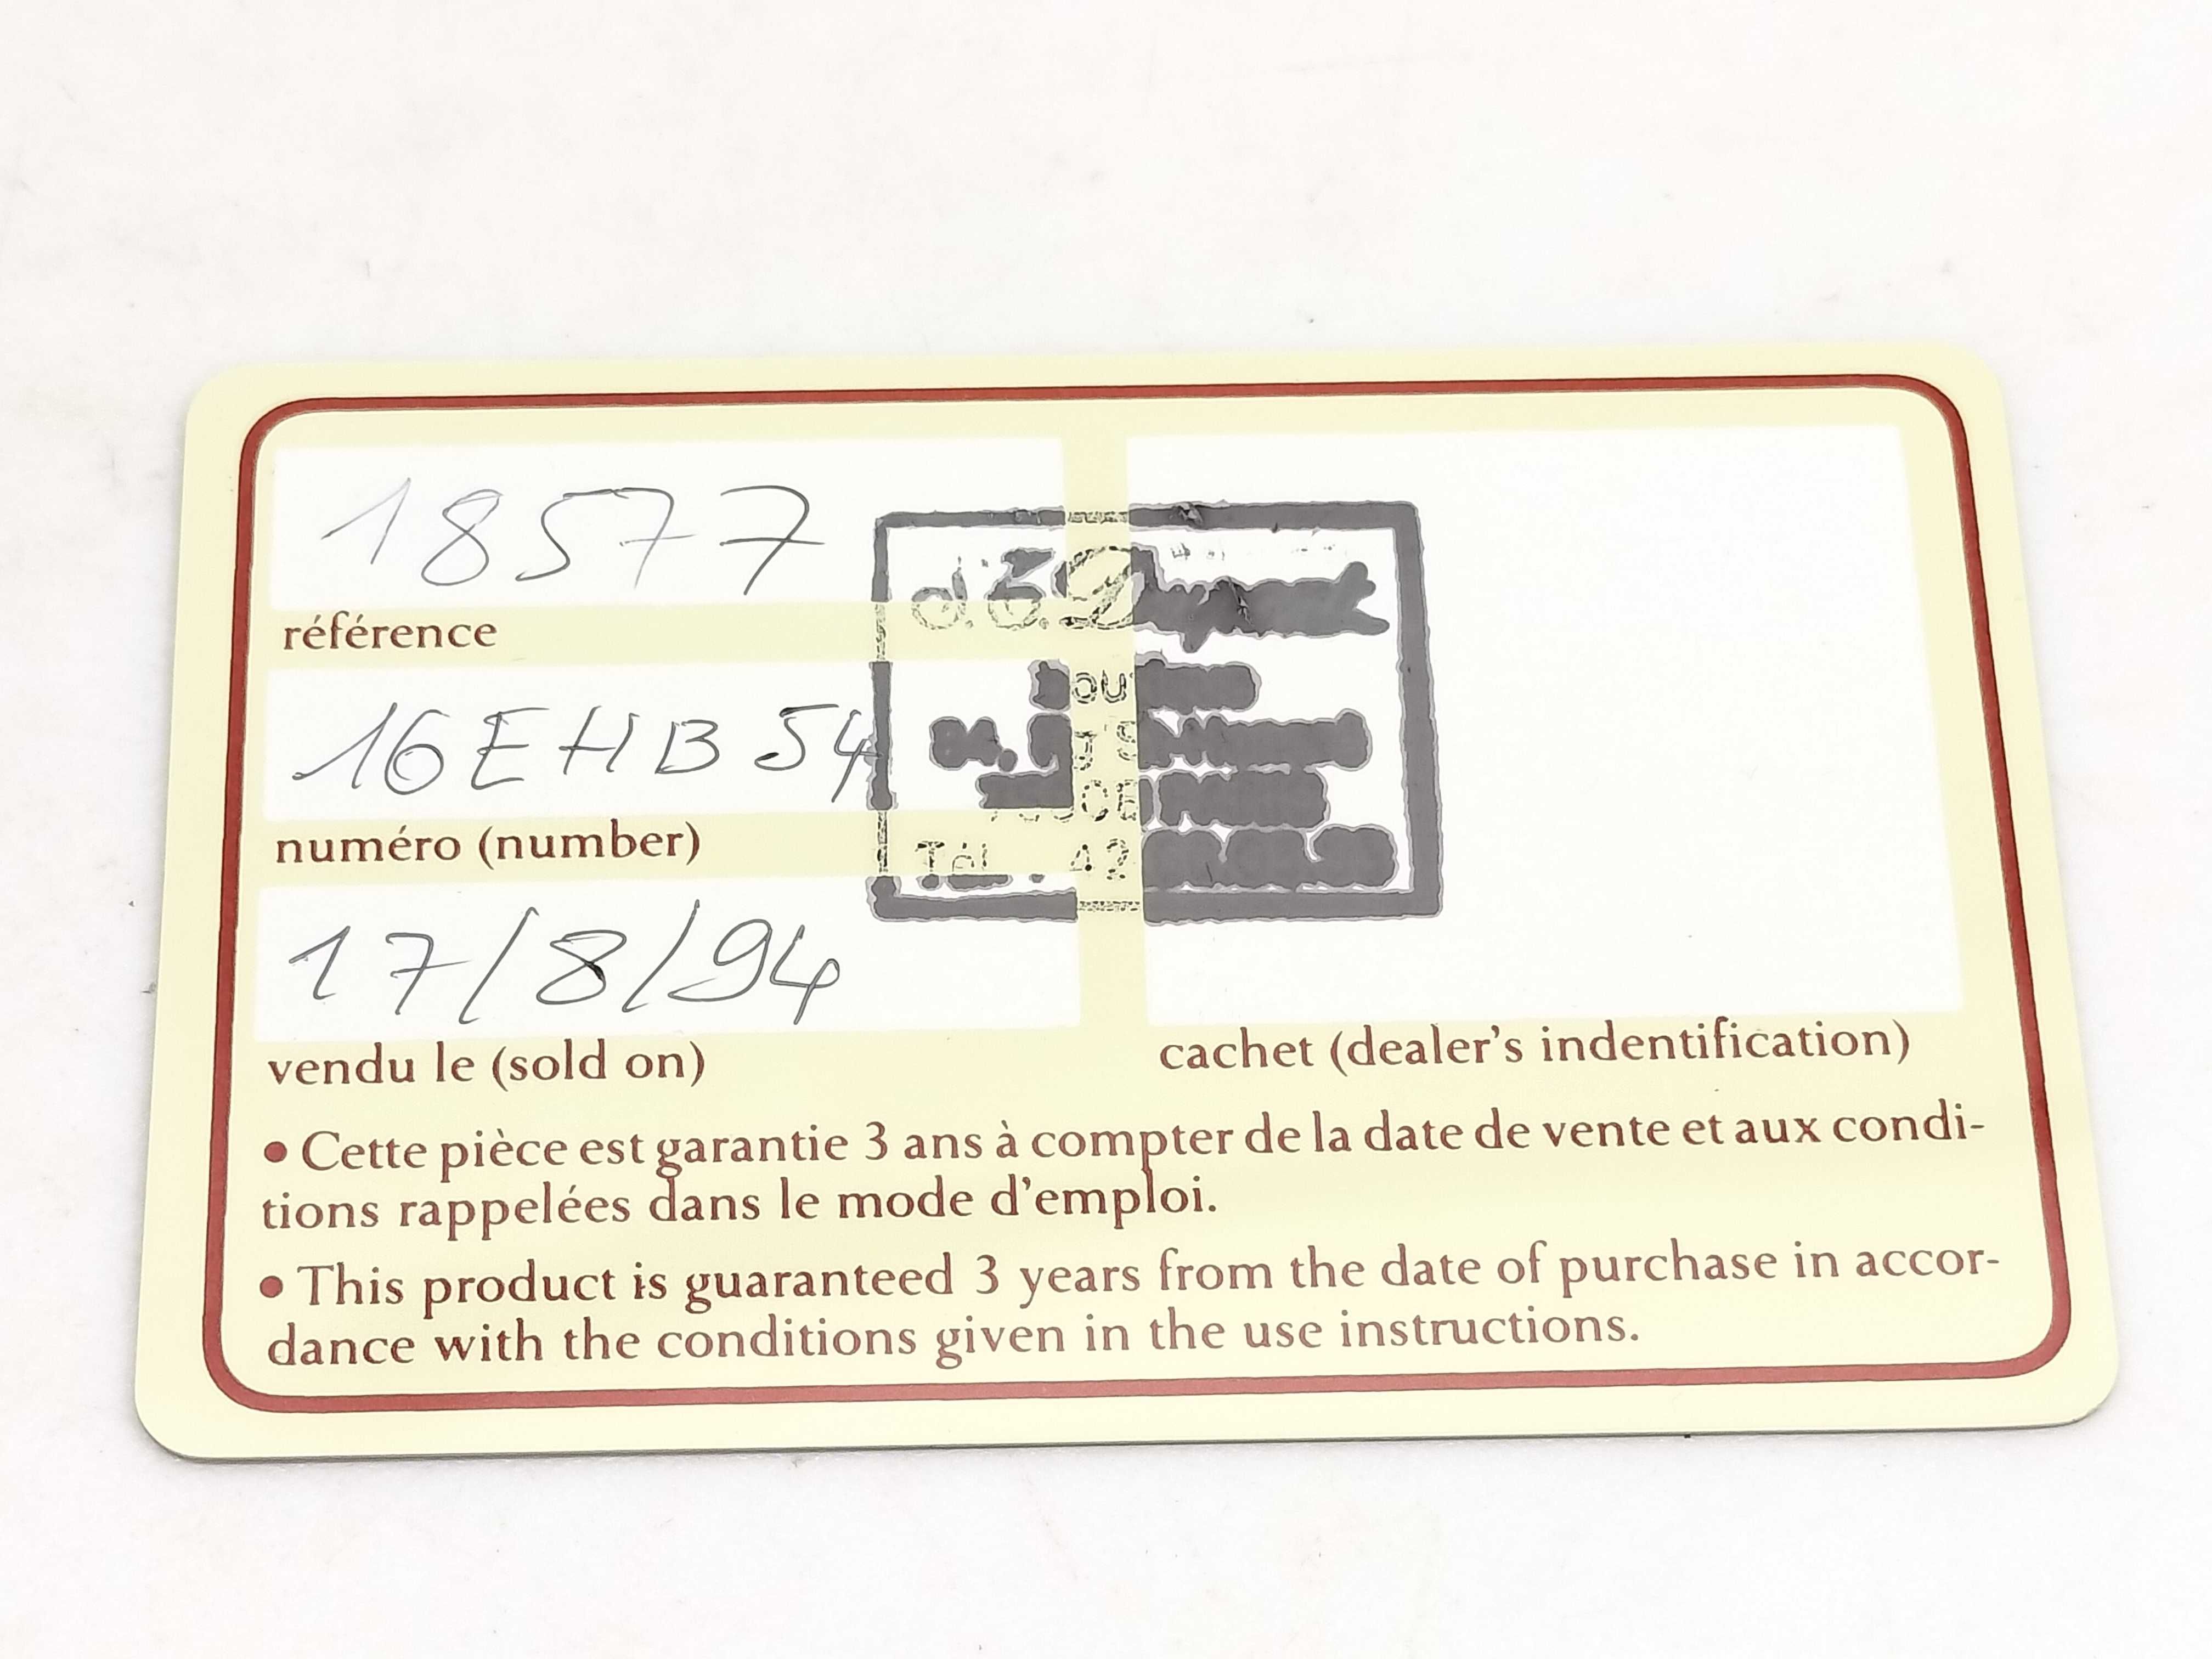 18577
référence
16EHB54
numéro (number)
17/8/94
vendu le (sold on)
84,
Tél. 42
cachet (dealer's indentification)
• Cette pièce est garantie 3 ans à compter de la date de vente et aux condi-
tions rappelées dans le mode d'emploi.
• This product is guaranteed 3 years from the date of purchase in accor-
dance with the conditions given in the use instructions.